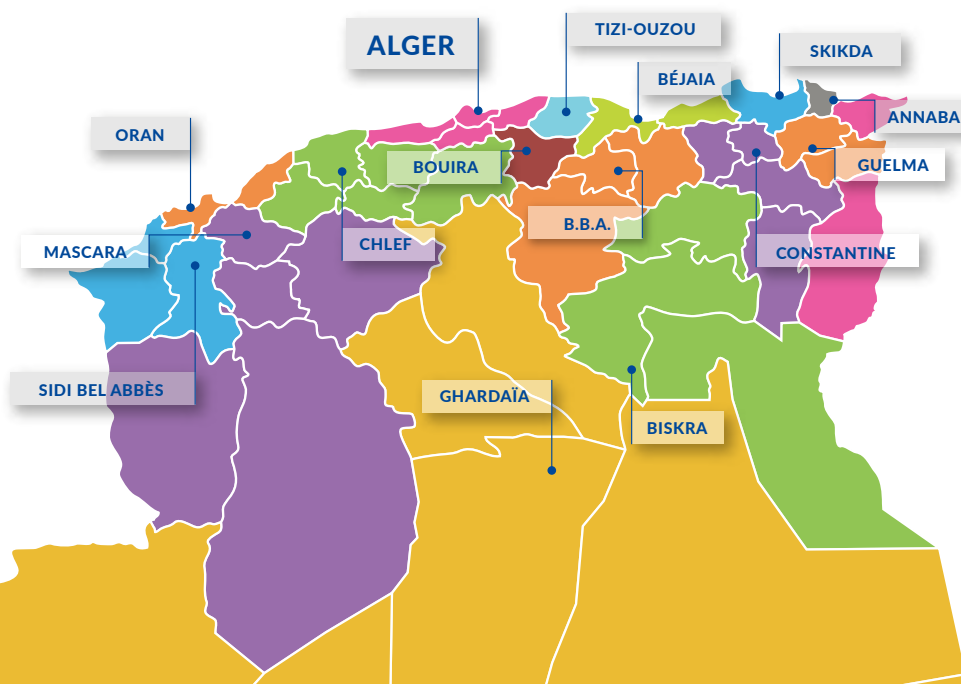 ALGER
TIZI-OUZOU
SKIKDA
BÉJAIA
ANNABA
ORAN
BOUIRA
GUELMA
B.B.A.
MASCARA
CHLEF
CONSTANTINE
SIDI BEL ABBÈS
GHARDAÏA
BISKRA